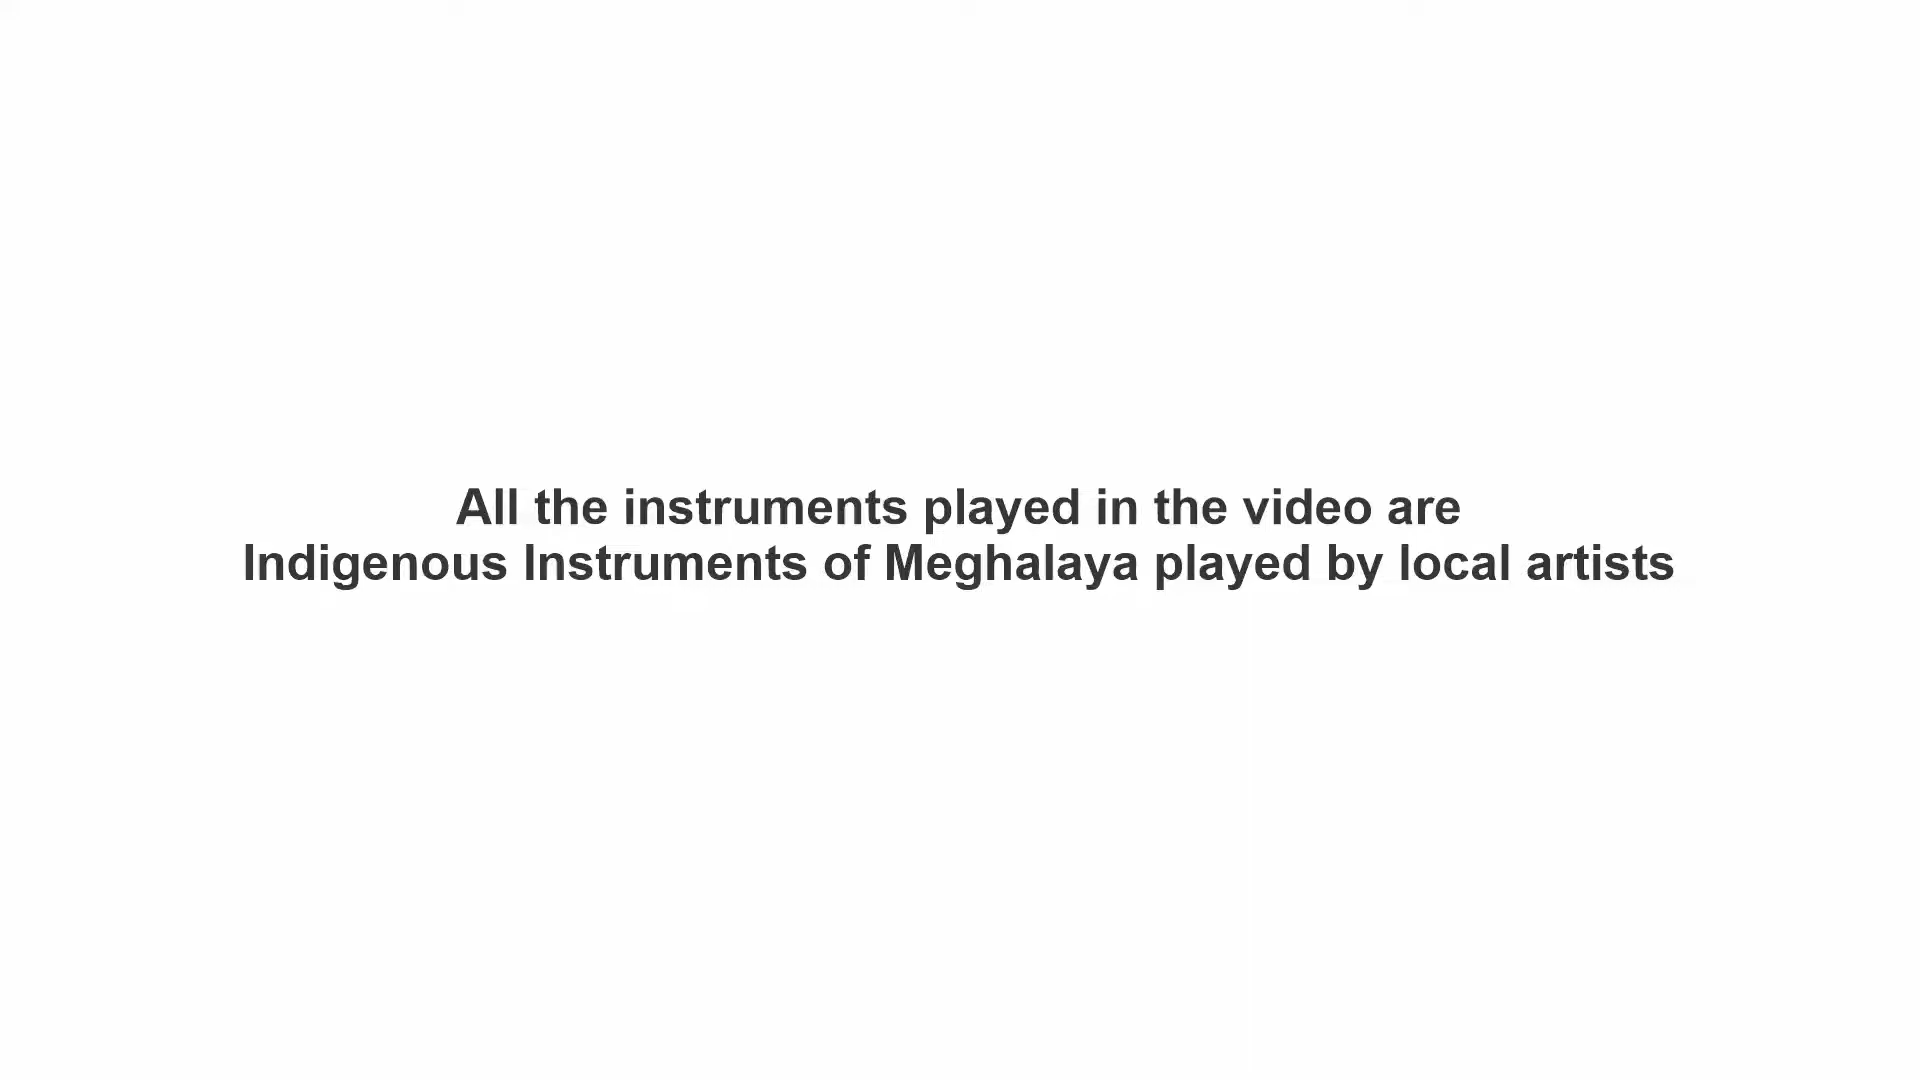 All the instruments played in the video are
Indigenous Instruments of Meghalaya played by local artists